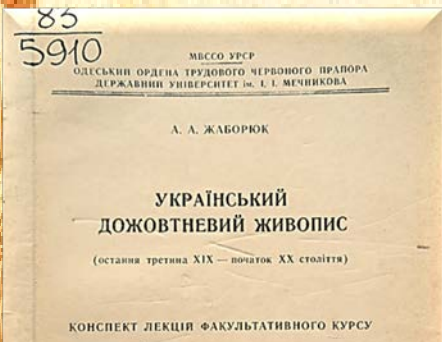 85
5910
МВССО УРСР
ОДЕСЬКИЙ ОРДЕНА ТРУДОВОГО ЧЕРВОНОГО ПРАПОРА
ДЕРЖАВНИЙ УНІВЕРСИТЕТ ім. І. І. МЕЧНИКОВА
А. А. ЖАБОРЮК
УКРАЇНСЬКИЙ
ДОЖОВТНЕВИЙ ЖИВОПИС
(остання третина XIX — початок XX століття)
КОНСПЕКТ ЛЕКЦІЙ ФАКУЛЬТАТИВНОГО КУРСУ